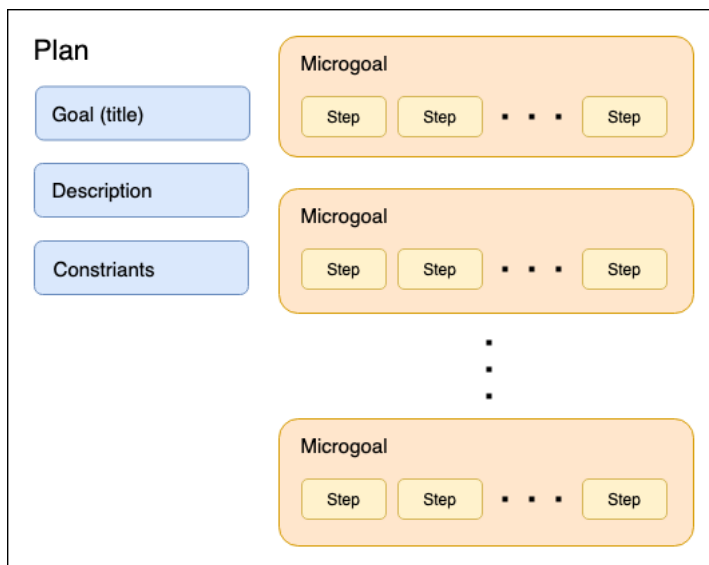 Plan
Goal (title)
Description
Constriants
Microgoal
Step Step Step
Microgoal
Step Step Step
Microgoal
Step Step Step